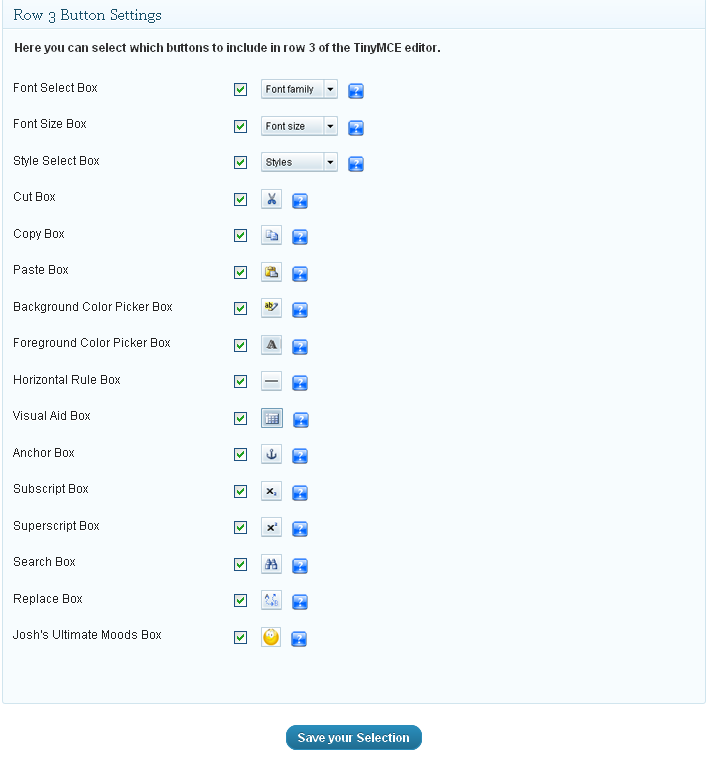 Row 3 Button Settings
Here you can select which buttons to include in row 3 of the TinyMCE editor.
Font Select Box Font family ?
Font Size Box Font size ?
Style Select Box Styles ?
Cut Box ?
Copy Box ?
Paste Box ?
Background Color Picker Box ab ?
Foreground Color Picker Box A ?
Horizontal Rule Box ?
Visual Aid Box ?
Anchor Box ?
Subscript Box x₂ ?
Superscript Box x² ?
Search Box ?
Replace Box ?
Josh's Ultimate Moods Box ?
Save your Selection